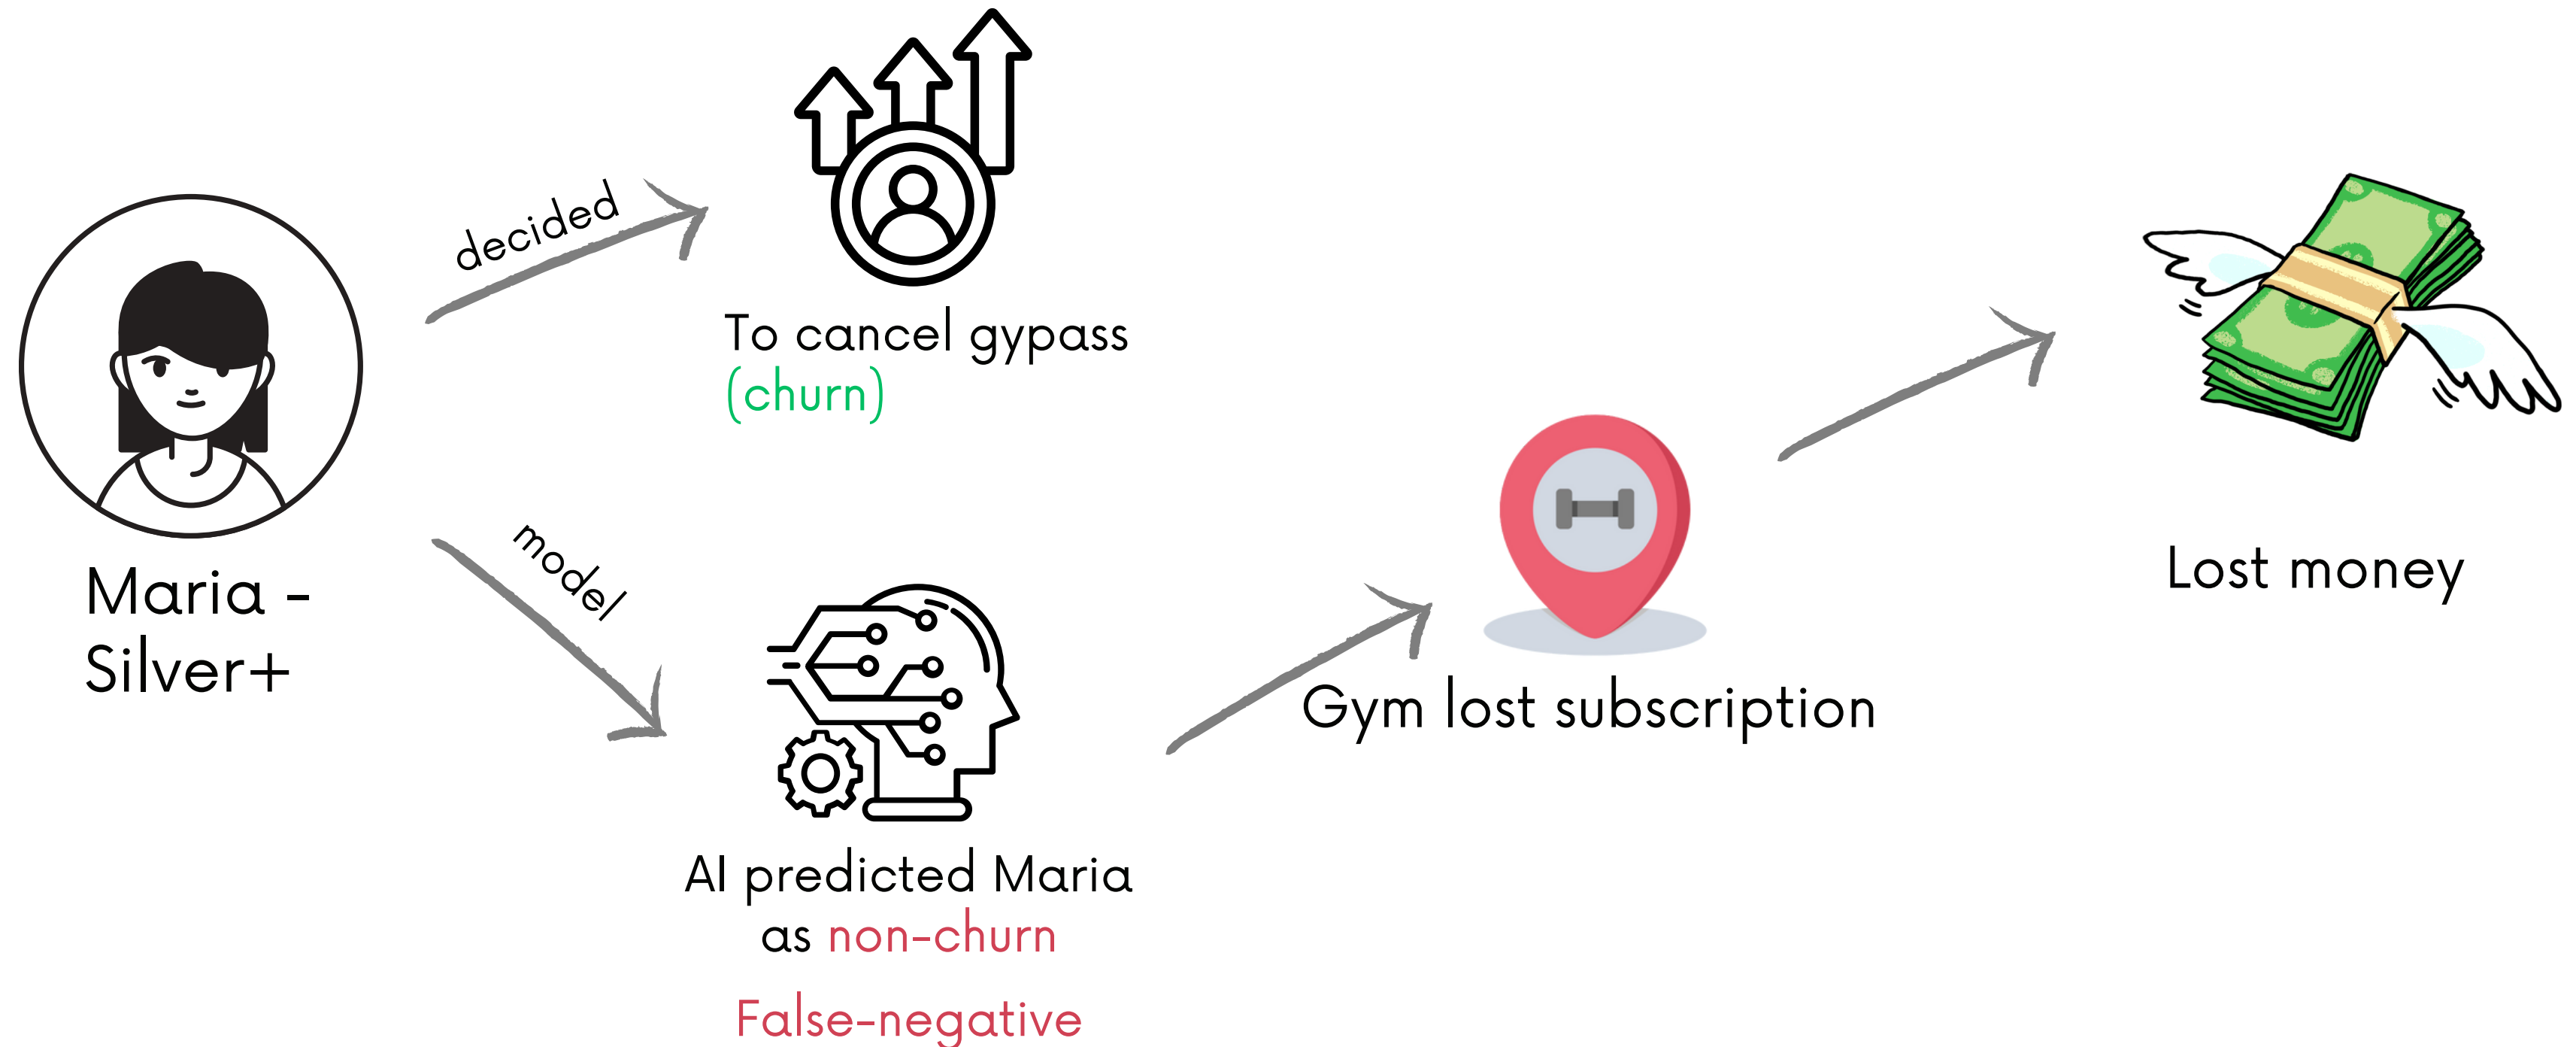 decided
To cancel gypass
(churn)
Maria -
Silver+
model
AI predicted Maria
as non-churn
False-negative
Gym lost subscription
Lost money